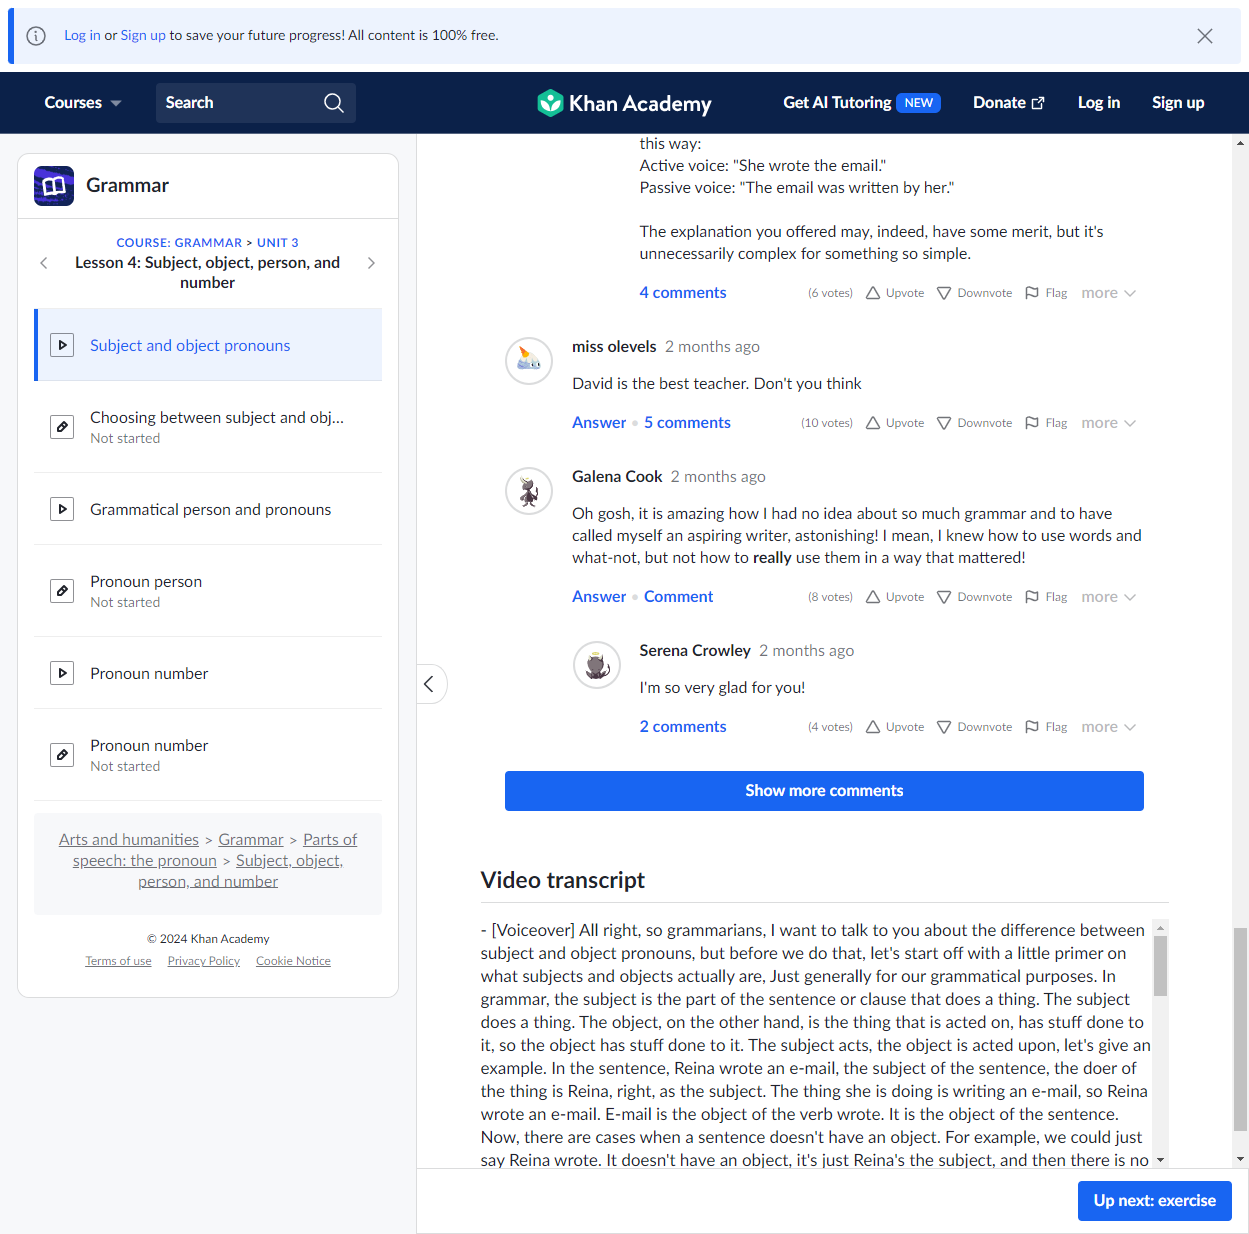 Log in or Sign up to save your future progress! All content is 100% free.
Courses
Search
Khan Academy
Get AI Tutoring NEW
Donate
Log in
Sign up
Grammar
COURSE: GRAMMAR > UNIT 3
Lesson 4: Subject, object, person, and
number
Subject and object pronouns
Choosing between subject and obj...
Not started
Grammatical person and pronouns
Pronoun person
Not started
Pronoun number
Pronoun number
Not started
Arts and humanities > Grammar > Parts of
speech: the pronoun > Subject, object,
person, and number
© 2024 Khan Academy
Terms of use Privacy Policy Cookie Notice
this way:
Active voice: "She wrote the email."
Passive voice: "The email was written by her."
The explanation you offered may, indeed, have some merit, but it's
unnecessarily complex for something so simple.
4 comments (6 votes) Upvote Downvote Flag more
miss olevels 2 months ago
David is the best teacher. Don't you think
Answer • 5 comments (10 votes) Upvote Downvote Flag more
Galena Cook 2 months ago
Oh gosh, it is amazing how I had no idea about so much grammar and to have
called myself an aspiring writer, astonishing! I mean, I knew how to use words and
what-not, but not how to really use them in a way that mattered!
Answer • Comment (8 votes) Upvote Downvote Flag more
Serena Crowley 2 months ago
I'm so very glad for you!
2 comments (4 votes) Upvote Downvote Flag more
Show more comments
Video transcript
- [Voiceover] All right, so grammarians, I want to talk to you about the difference between
subject and object pronouns, but before we do that, let's start off with a little primer on
what subjects and objects actually are, Just generally for our grammatical purposes. In
grammar, the subject is the part of the sentence or clause that does a thing. The subject
does a thing. The object, on the other hand, is the thing that is acted on, has stuff done to
it, so the object has stuff done to it. The subject acts, the object is acted upon, let's give an
example. In the sentence, Reina wrote an e-mail, the subject of the sentence, the doer of
the thing is Reina, right, as the subject. The thing she is doing is writing an e-mail, so Reina
wrote an e-mail. E-mail is the object of the verb wrote. It is the object of the sentence.
Now, there are cases when a sentence doesn't have an object. For example, we could just
say Reina wrote. It doesn't have an object, it's just Reina's the subject, and then there is no
Up next: exercise